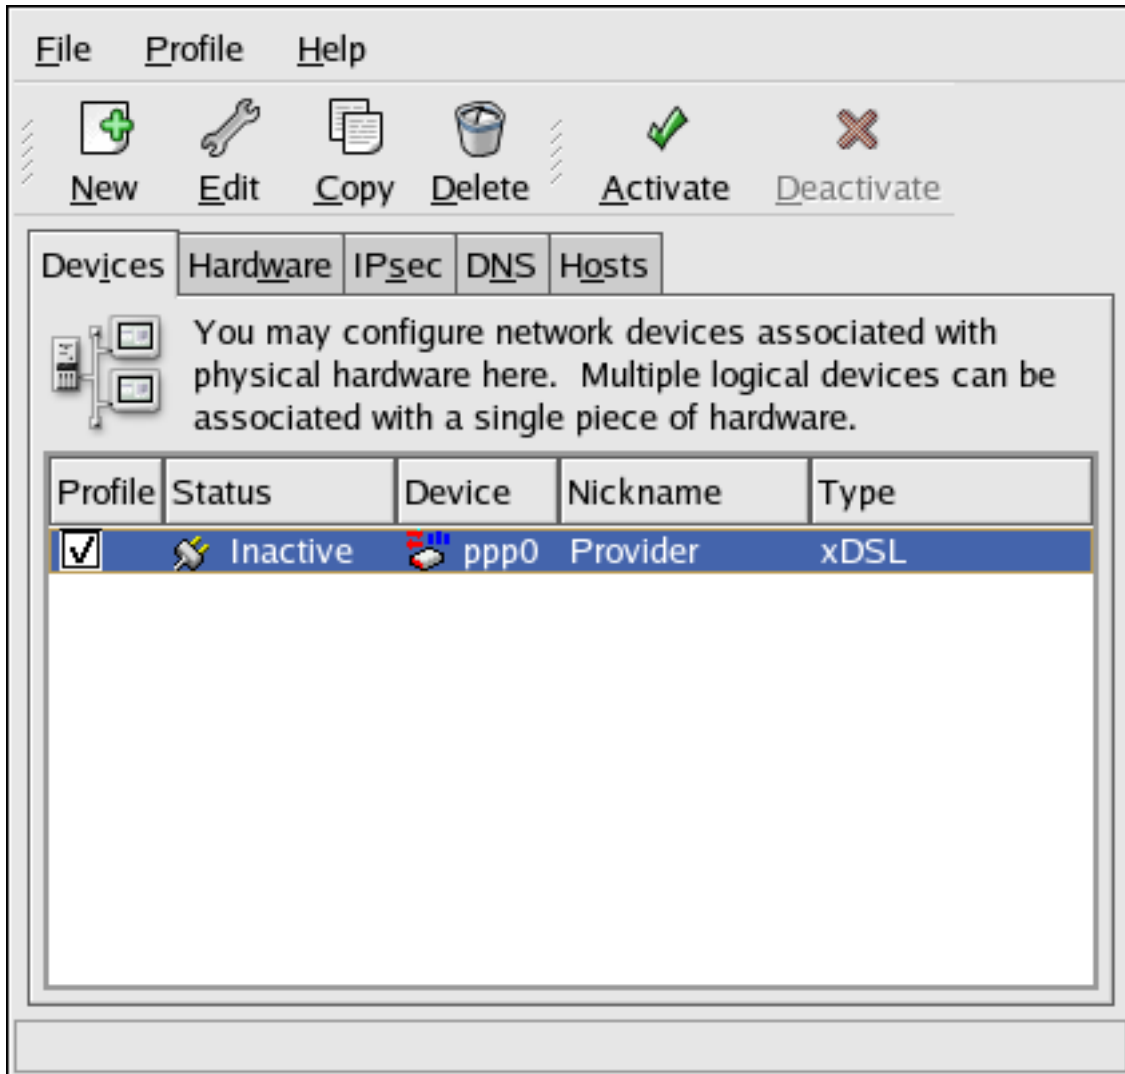 File Profile Help
New Edit Copy Delete Activate Deactivate
Devices Hardware IPsec DNS Hosts
You may configure network devices associated with
physical hardware here.  Multiple logical devices can be
associated with a single piece of hardware.
Profile Status Device Nickname Type
Inactive ppp0 Provider xDSL